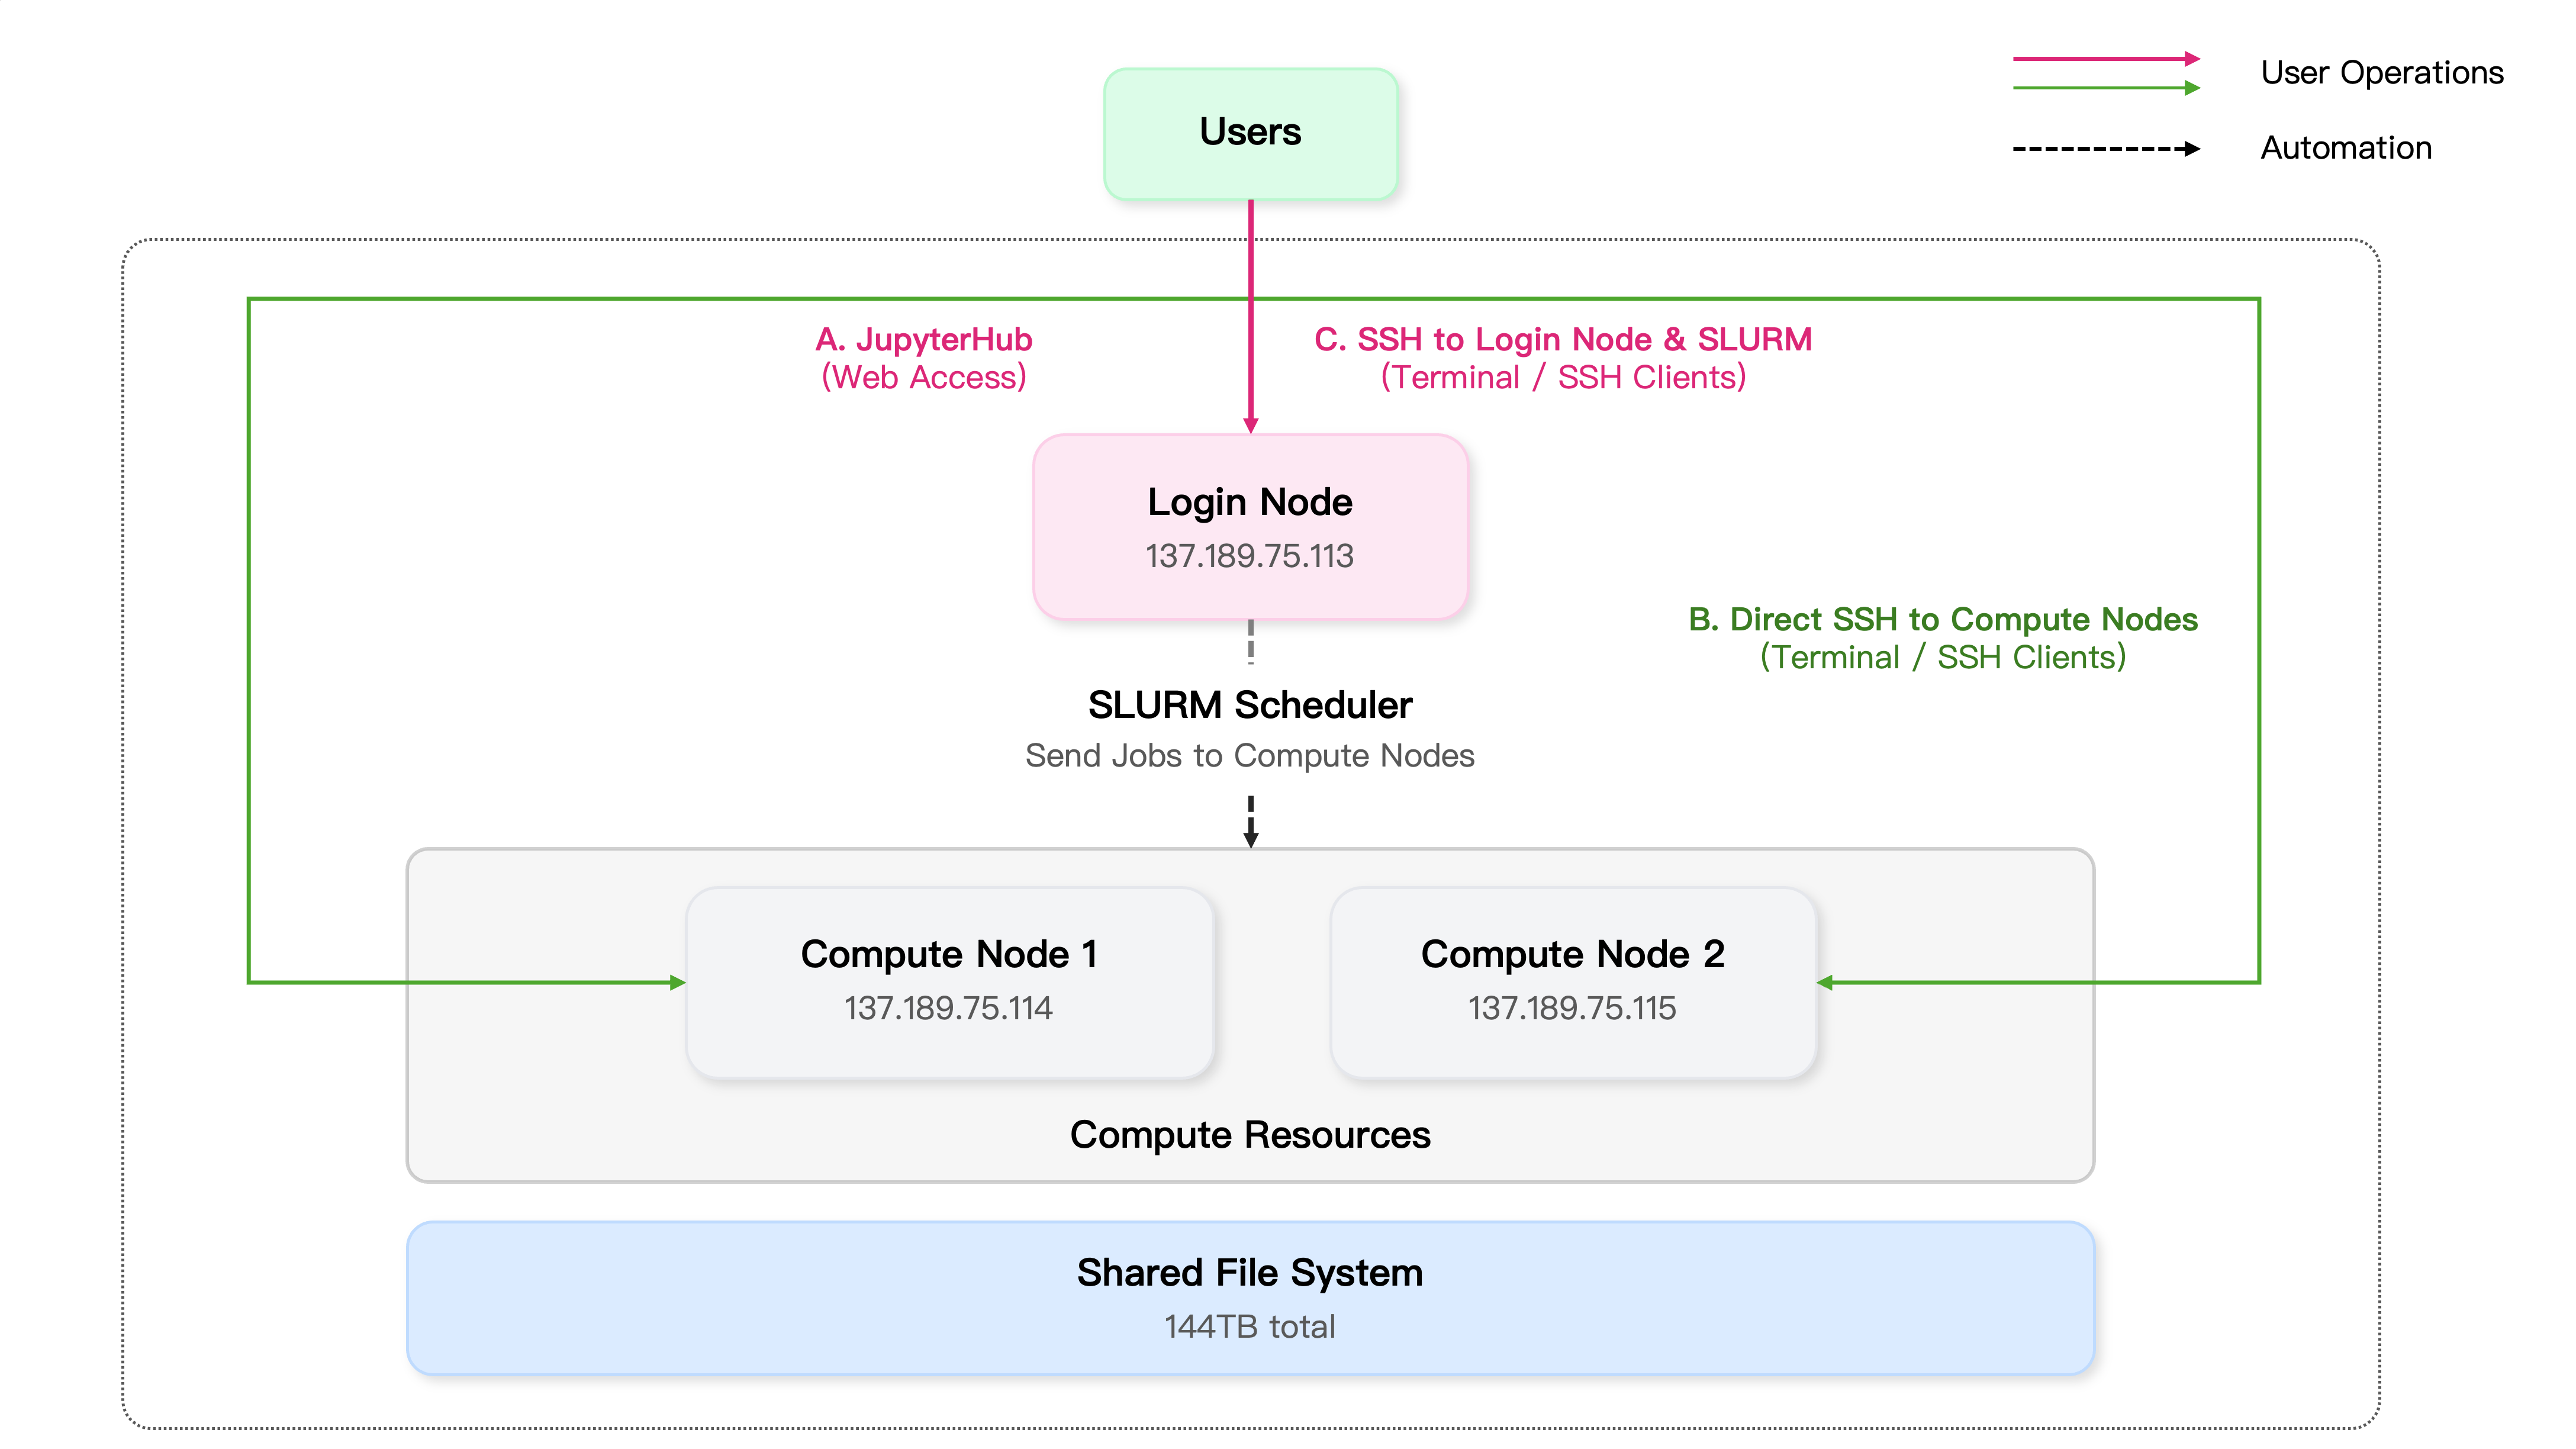 User Operations
Automation
Users
A. JupyterHub
(Web Access)
C. SSH to Login Node & SLURM
(Terminal / SSH Clients)
Login Node
137.189.75.113
B. Direct SSH to Compute Nodes
(Terminal / SSH Clients)
SLURM Scheduler
Send Jobs to Compute Nodes
Compute Node 1
137.189.75.114
Compute Node 2
137.189.75.115
Compute Resources
Shared File System
144TB total